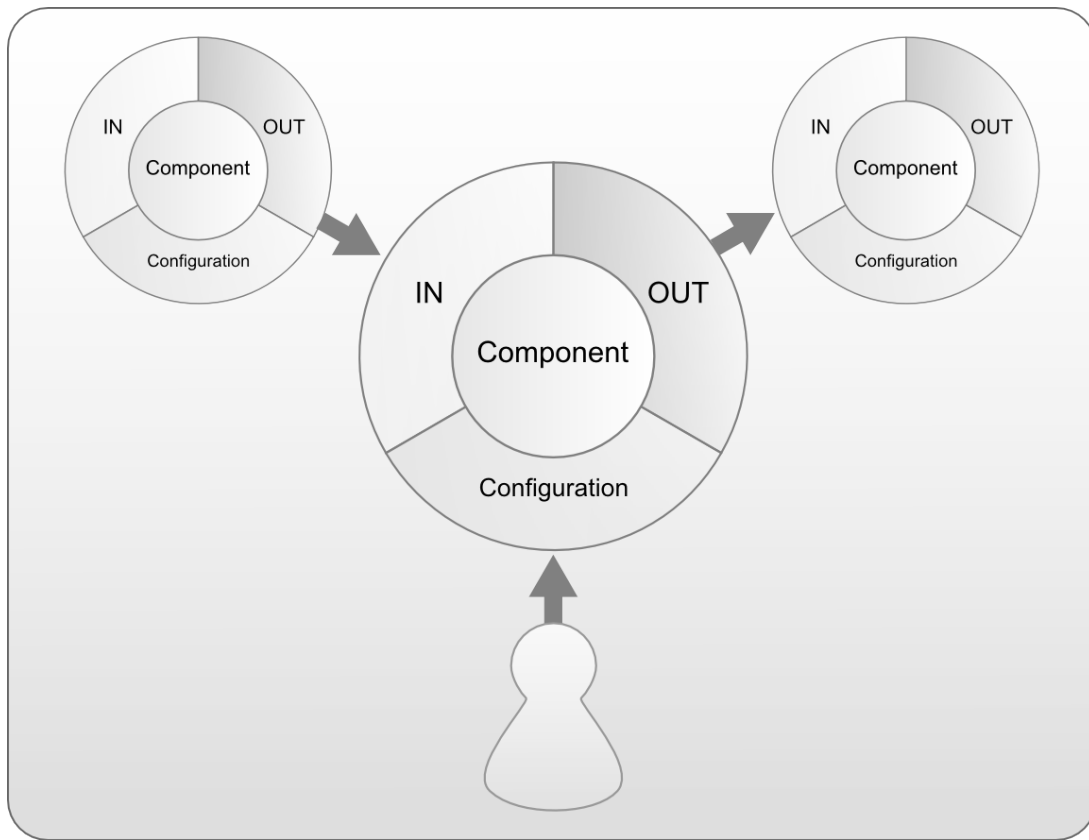 IN
OUT
Component
Configuration
IN
OUT
Component
Configuration
IN
OUT
Component
Configuration